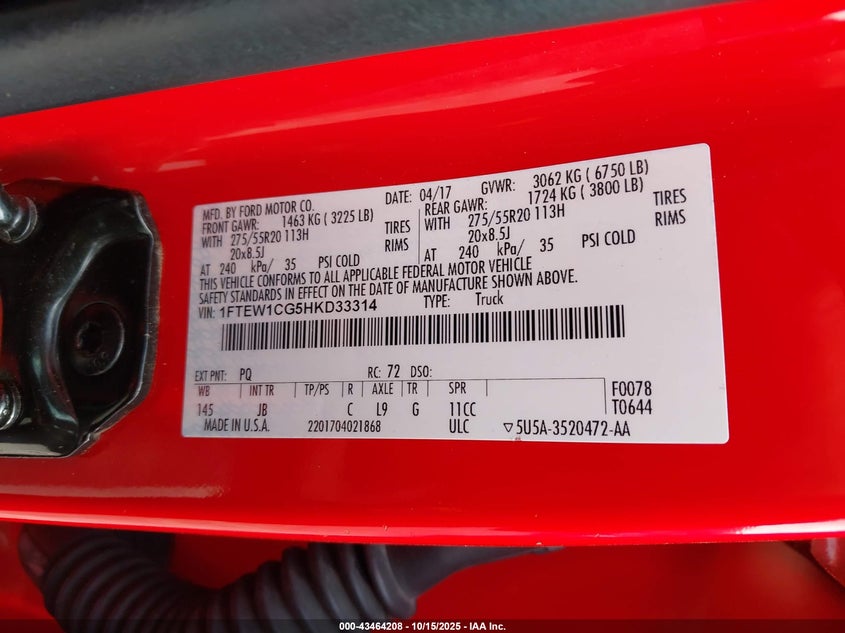 MFD. BY FORD MOTOR CO. DATE: 04/17 GVWR: 3062 KG ( 6750 LB)
FRONT GAWR: 1463 KG ( 3225 LB) REAR GAWR: 1724 KG ( 3800 LB)
WITH 275/55R20 113H TIRES WITH 275/55R20 113H TIRES
20x8.5J RIMS 20x8.5J RIMS
AT 240 kPa/ 35 PSI COLD AT 240 kPa/ 35 PSI COLD
THIS VEHICLE CONFORMS TO ALL APPLICABLE FEDERAL MOTOR VEHICLE
SAFETY STANDARDS IN EFFECT ON THE DATE OF MANUFACTURE SHOWN ABOVE.
VIN: 1FTEW1CG5HKD33314 TYPE: Truck
EXT PNT: PQ RC: 72 DSO:
WB INT TR TP/PS R AXLE TR SPR F0078
145 JB C L9 G 11CC T0644
MADE IN U.S.A. 2201704021868 ULC ▽5U5A-3520472-AA
000-43464208 - 10/15/2025 - IAA Inc.